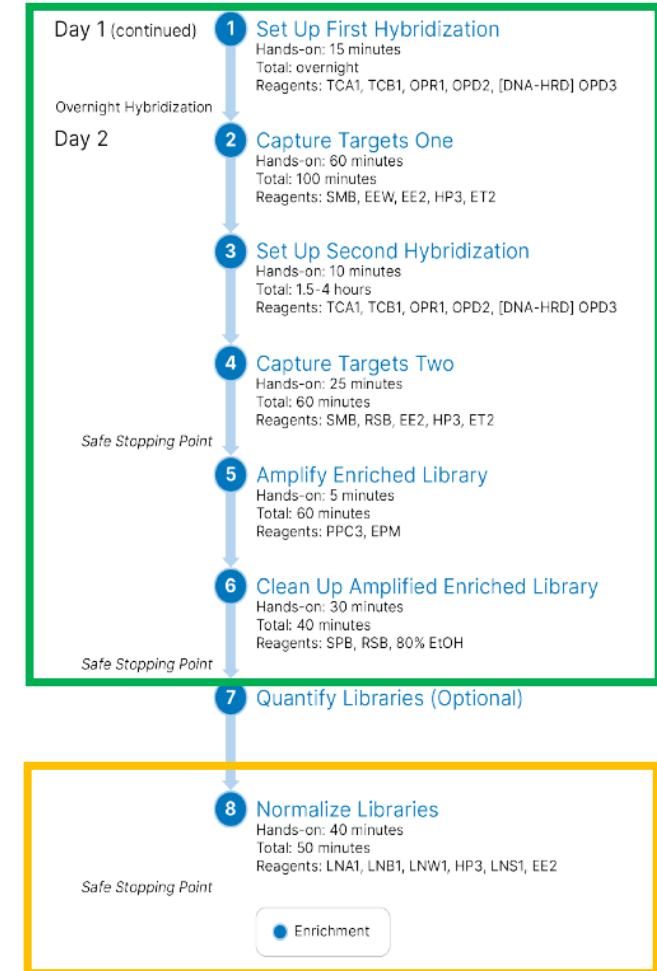 Day 1 (continued)
1 Set Up First Hybridization
Hands-on: 15 minutes
Total: overnight
Reagents: TCA1, TCB1, OPR1, OPD2, [DNA-HRD] OPD3
Overnight Hybridization
Day 2
2 Capture Targets One
Hands-on: 60 minutes
Total: 100 minutes
Reagents: SMB, EEW, EE2, HP3, ET2
3 Set Up Second Hybridization
Hands-on: 10 minutes
Total: 1.5-4 hours
Reagents: TCA1, TCB1, OPR1, OPD2, [DNA-HRD] OPD3
4 Capture Targets Two
Hands-on: 25 minutes
Total: 60 minutes
Reagents: SMB, RSB, EE2, HP3, ET2
Safe Stopping Point
5 Amplify Enriched Library
Hands-on: 5 minutes
Total: 60 minutes
Reagents: PPC3, EPM
6 Clean Up Amplified Enriched Library
Hands-on: 30 minutes
Total: 40 minutes
Reagents: SPB, RSB, 80% EtOH
Safe Stopping Point
7 Quantify Libraries (Optional)
8 Normalize Libraries
Hands-on: 40 minutes
Total: 50 minutes
Reagents: LNA1, LNB1, LNW1, HP3, LNS1, EE2
Safe Stopping Point
Enrichment